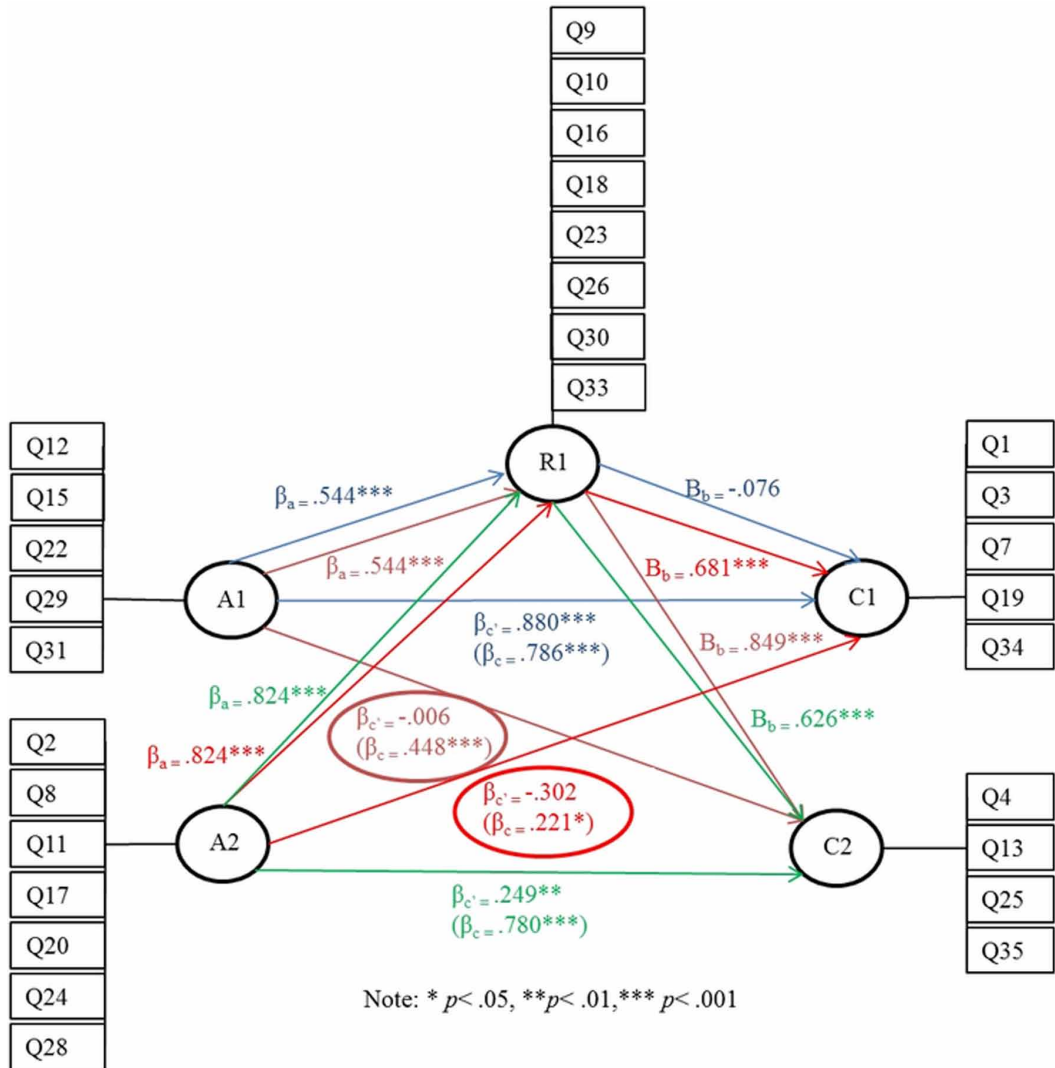 Q9
Q10
Q16
Q18
Q23
Q26
Q30
Q33
Q12
Q15
Q22
Q29
Q31
Q1
Q3
Q7
Q19
Q34
R1
A1
C1
βa = .544***
βa = .544***
Bb = -.076
Bb = .681***
βc' = .880***
(βc = .786***)
Bb = .849***
βa = .824***
βa = .824***
βc' = -.006
(βc = .448***)
Bb = .626***
βc' = -.302
(βc = .221*)
Q2
Q8
Q11
Q17
Q20
Q24
Q28
A2
C2
Q4
Q13
Q25
Q35
βc' = .249**
(βc = .780***)
Note: * p< .05, **p< .01,*** p< .001